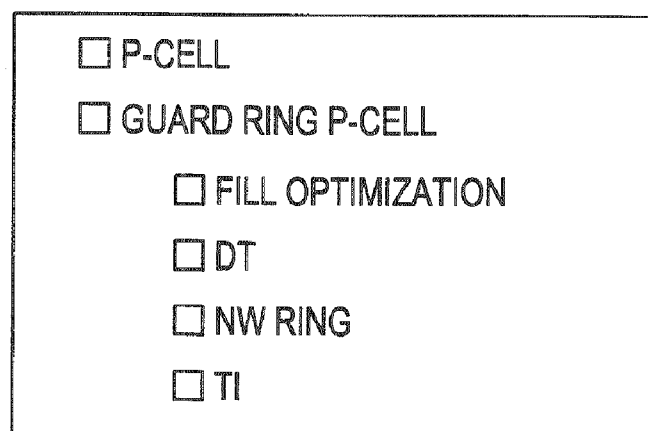 P-CELL
GUARD RING P-CELL
FILL OPTIMIZATION
DT
NW RING
TI